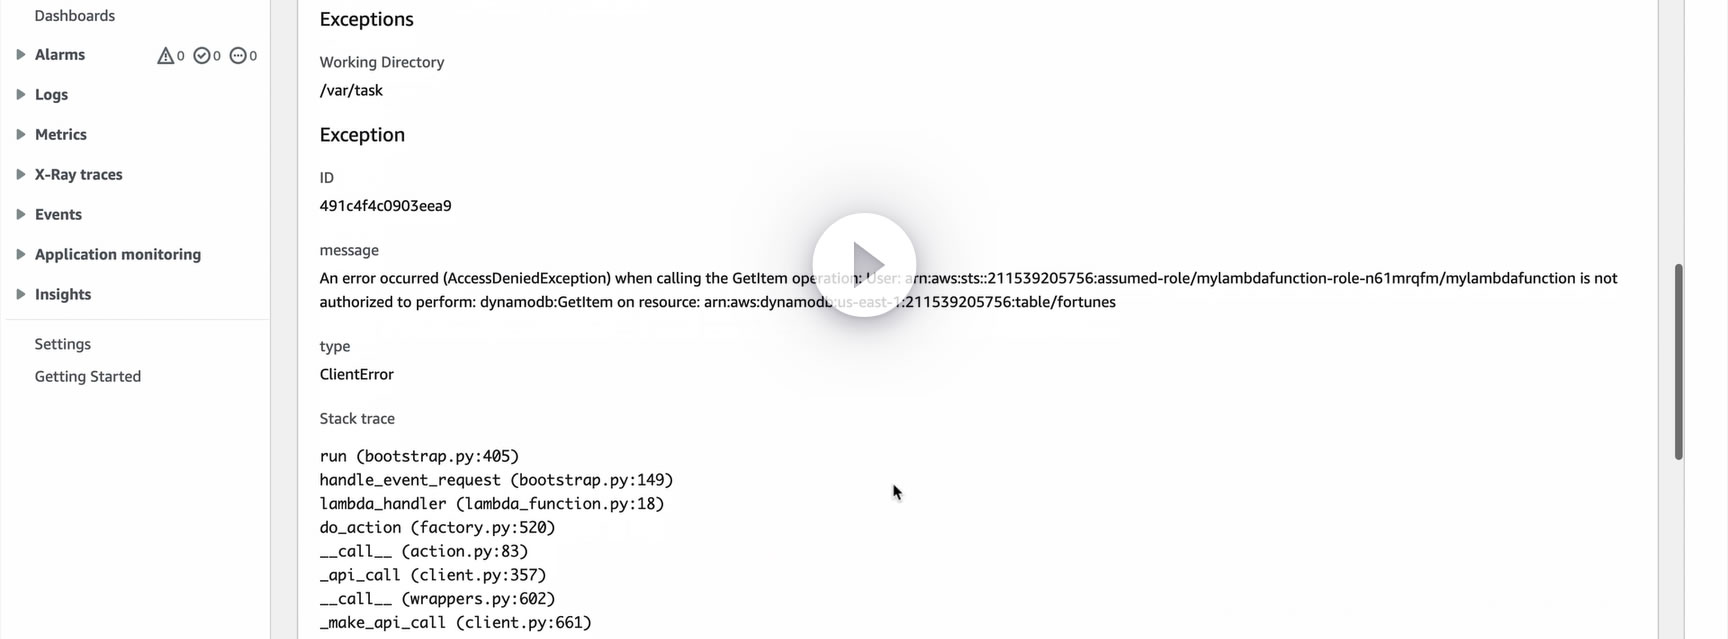 Dashboards
Alarms 0 0 0
Logs
Metrics
X-Ray traces
Events
Application monitoring
Insights
Settings
Getting Started
Exceptions
Working Directory
/var/task
Exception
ID
491c4f4c0903eea9
message
An error occurred (AccessDeniedException) when calling the GetItem operation: User: arn:aws:sts::211539205756:assumed-role/mylambdafunction-role-n61mrqfm/mylambdafunction is not
authorized to perform: dynamodb:GetItem on resource: arn:aws:dynamodb:us-east-1:211539205756:table/fortunes
type
ClientError
Stack trace
run (bootstrap.py:405)
handle_event_request (bootstrap.py:149)
lambda_handler (lambda_function.py:18)
do_action (factory.py:520)
__call__ (action.py:83)
_api_call (client.py:357)
__call__ (wrappers.py:602)
_make_api_call (client.py:661)